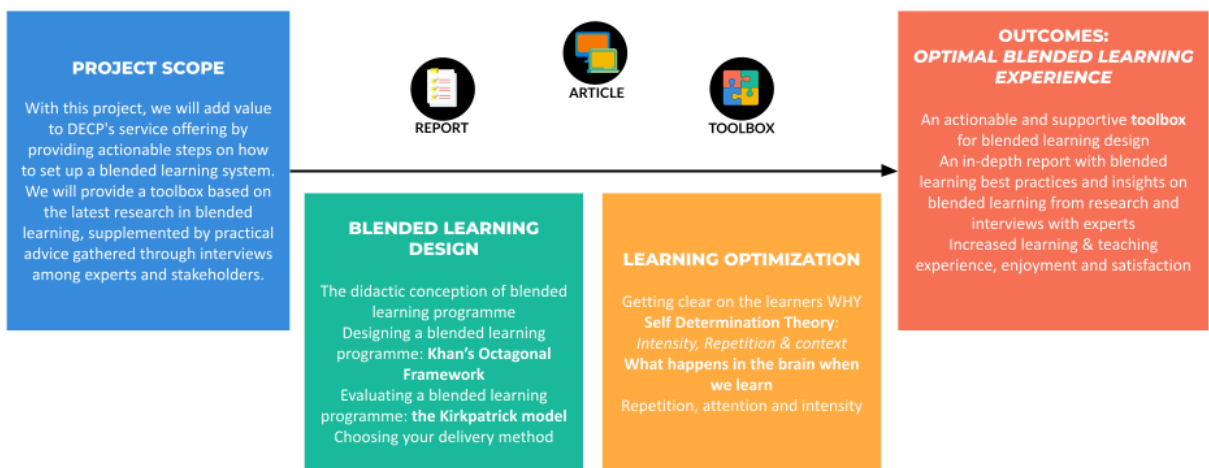 PROJECT SCOPE
With this project, we will add value
to DECP's service offering by
providing actionable steps on how
to set up a blended learning system.
We will provide a toolbox based on
the latest research in blended
learning, supplemented by practical
advice gathered through interviews
among experts and stakeholders.
REPORT
ARTICLE
TOOLBOX
BLENDED LEARNING
DESIGN
The didactic conception of blended
learning programme
Designing a blended learning
programme: Khan's Octagonal
Framework
Evaluating a blended learning
programme: the Kirkpatrick model
Choosing your delivery method
LEARNING OPTIMIZATION
Getting clear on the learners WHY
Self Determination Theory:
Intensity, Repetition & context
What happens in the brain when
we learn
Repetition, attention and intensity
OUTCOMES:
OPTIMAL BLENDED LEARNING
EXPERIENCE
An actionable and supportive toolbox
for blended learning design
An in-depth report with blended
learning best practices and insights on
blended learning from research and
interviews with experts
Increased learning & teaching
experience, enjoyment and satisfaction